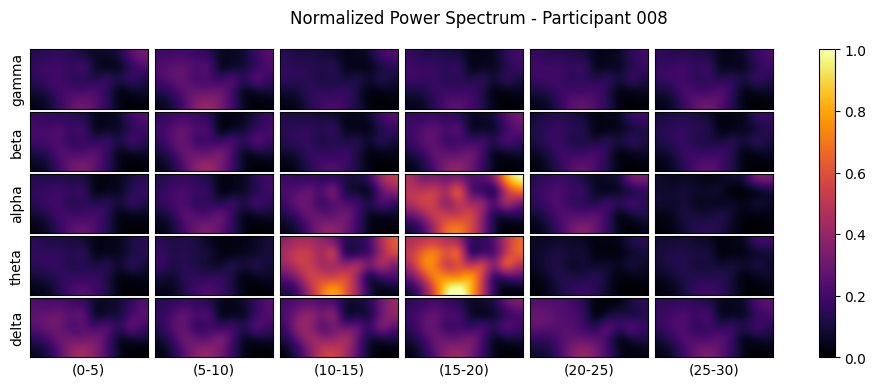 Normalized Power Spectrum - Participant 008
gamma
beta
alpha
theta
delta
(0-5) (5-10) (10-15) (15-20) (20-25) (25-30)
1.0
0.8
0.6
0.4
0.2
0.0